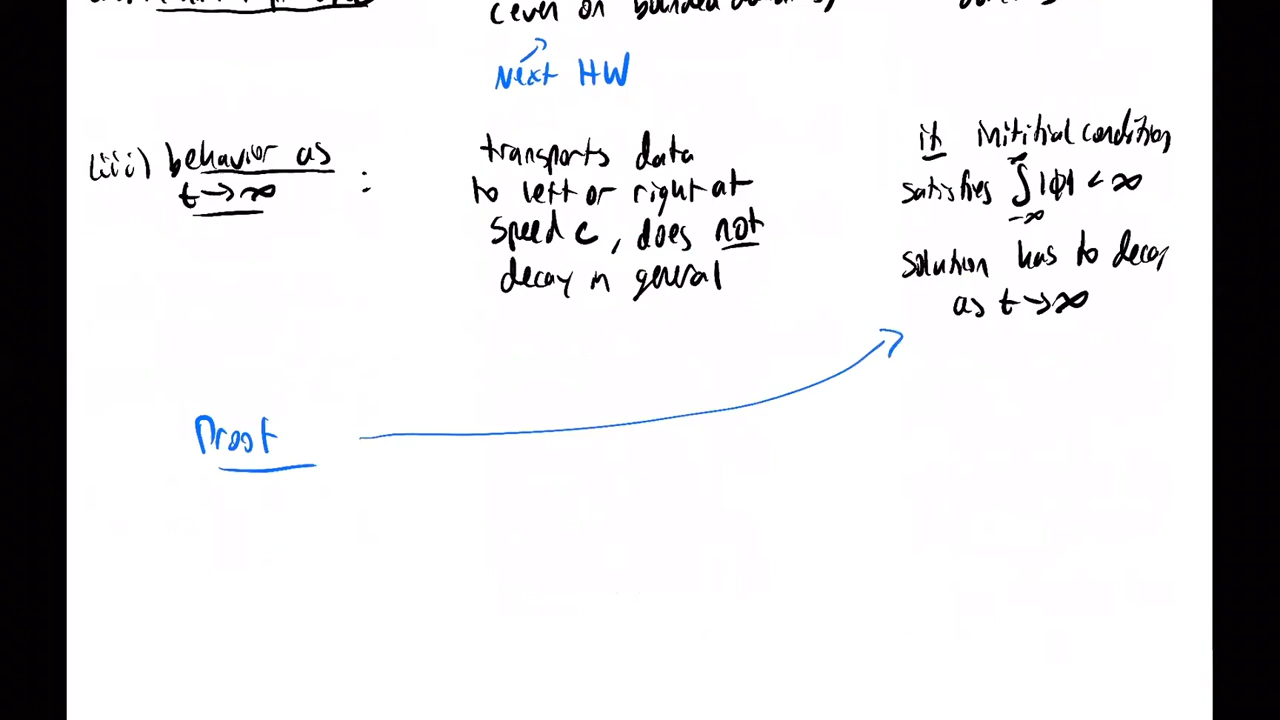 Next HW
(iii) behavior as
t → ∞ :
transports data
to left or right at
speed c, does not
decay in general
if initital condition
satisfies ∫_{-∞}^{∞} |ϕ| < ∞
solution has to decay
as t → ∞
Proof